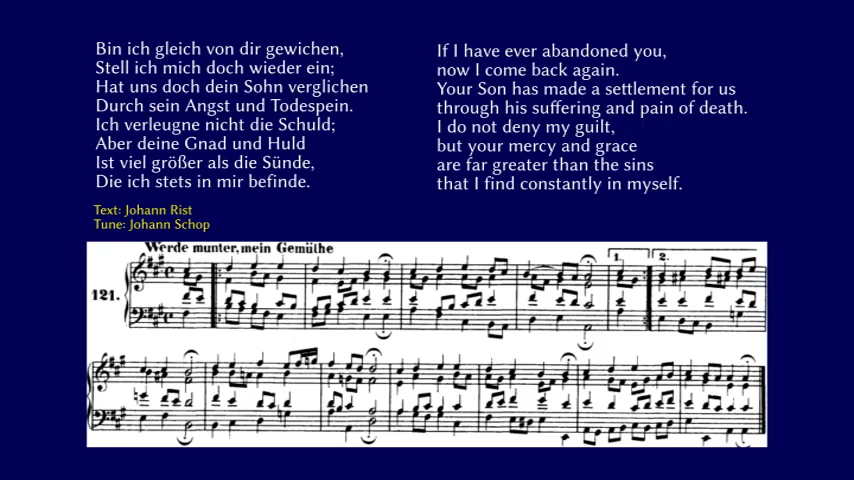 Bin ich gleich von dir gewichen,
Stell ich mich doch wieder ein;
Hat uns doch dein Sohn verglichen
Durch sein Angst und Todespein.
Ich verleugne nicht die Schuld;
Aber deine Gnad und Huld
Ist viel größer als die Sünde,
Die ich stets in mir befinde.
If I have ever abandoned you,
now I come back again.
Your Son has made a settlement for us
through his suffering and pain of death.
I do not deny my guilt,
but your mercy and grace
are far greater than the sins
that I find constantly in myself.
Text: Johann Rist
Tune: Johann Schop
Werde munter, mein Gemüthe
1. 2.
121.